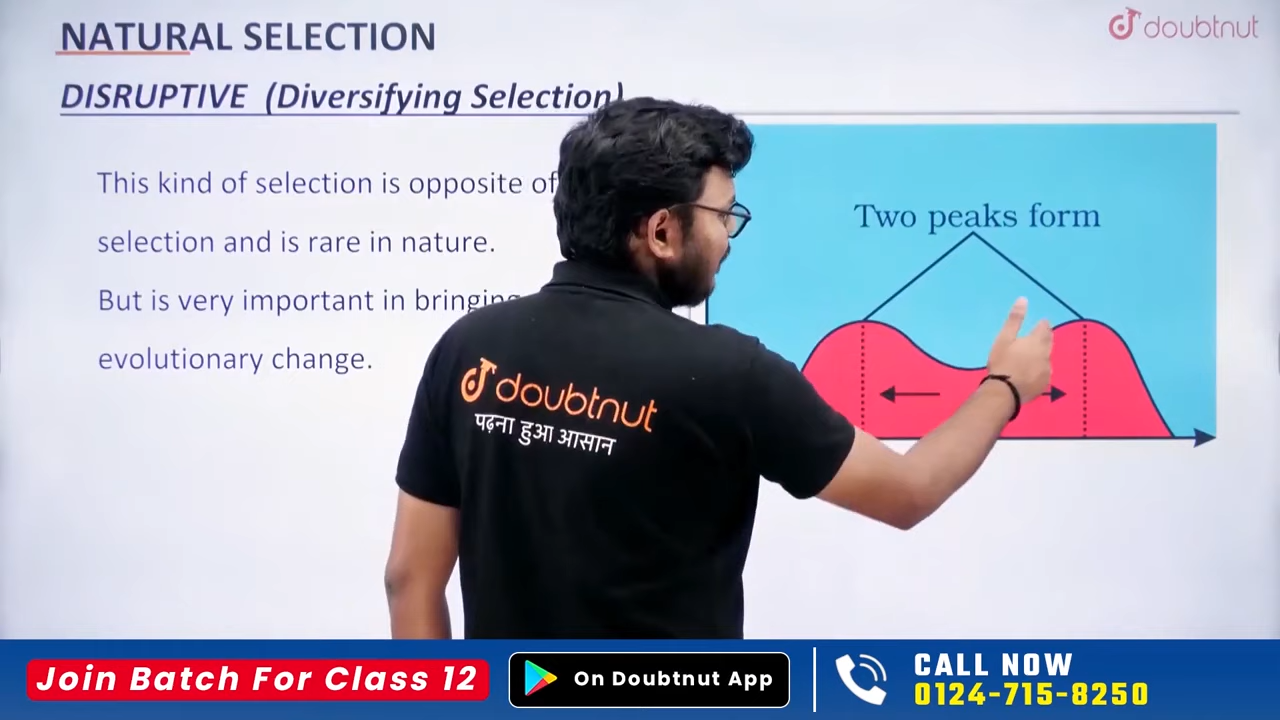 NATURAL SELECTION
doubtnut
DISRUPTIVE (Diversifying Selection)
This kind of selection is opposite of
selection and is rare in nature.
But is very important in bringing
evolutionary change.
Two peaks form
doubtnut
पढ़ना हुआ आसान
Join Batch For Class 12
On Doubtnut App
CALL NOW
0124-715-8250